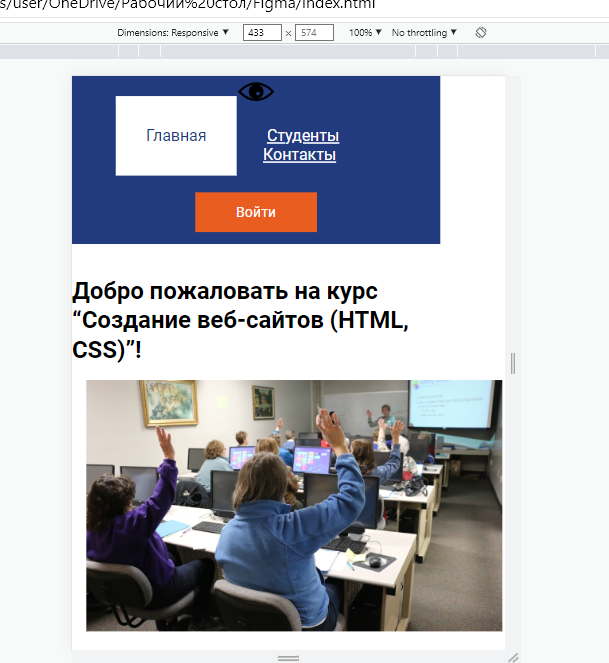 s/user/OneDrive/Рабочий%20стол/Figma/index.html
Dimensions: Responsive ▼ 433 × 574 100% ▼ No throttling ▼
Главная
Студенты
Контакты
Войти
Добро пожаловать на курс
“Создание веб-сайтов (HTML,
CSS)”!